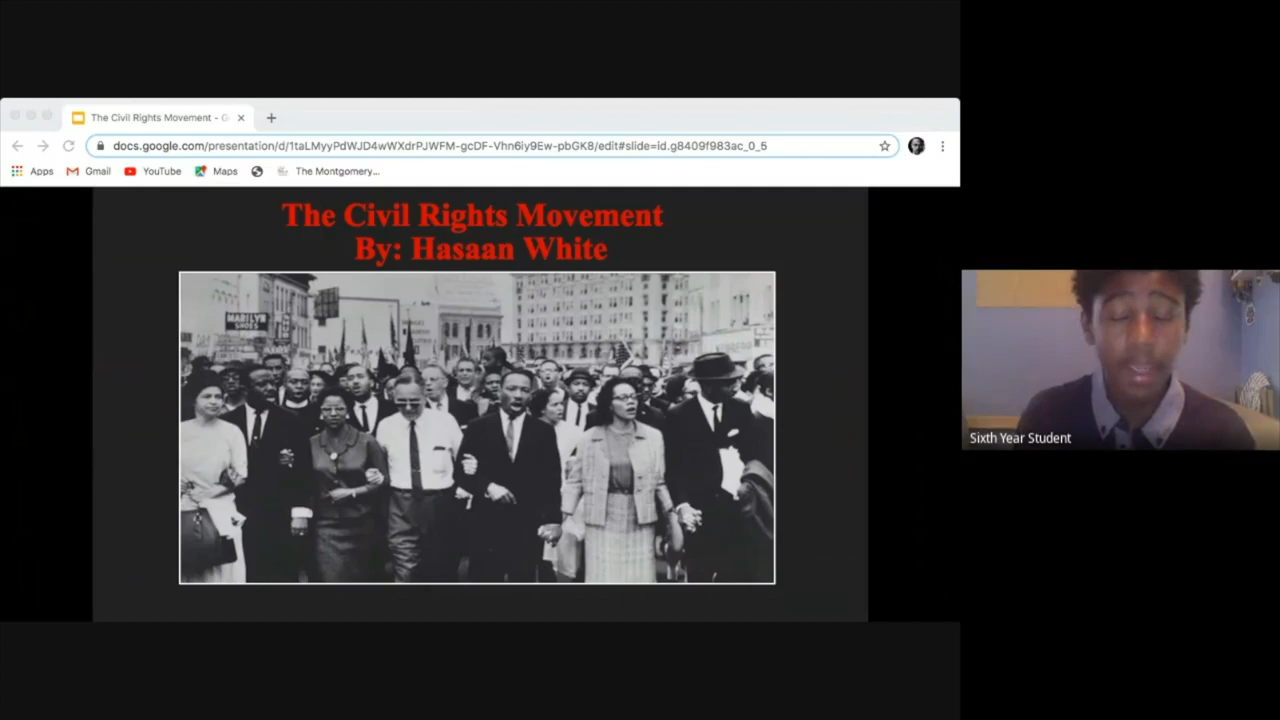 The Civil Rights Movement - G
docs.google.com/presentation/d/1taLMyyPdWJD4wWXdrPJWFM-gcDF-Vhn6iy9Ew-pbGK8/edit#slide=id.g8409f983ac_0_5
Apps Gmail YouTube Maps The Montgomery...
The Civil Rights Movement
By: Hasaan White
MARILYN
SHOES
Sixth Year Student